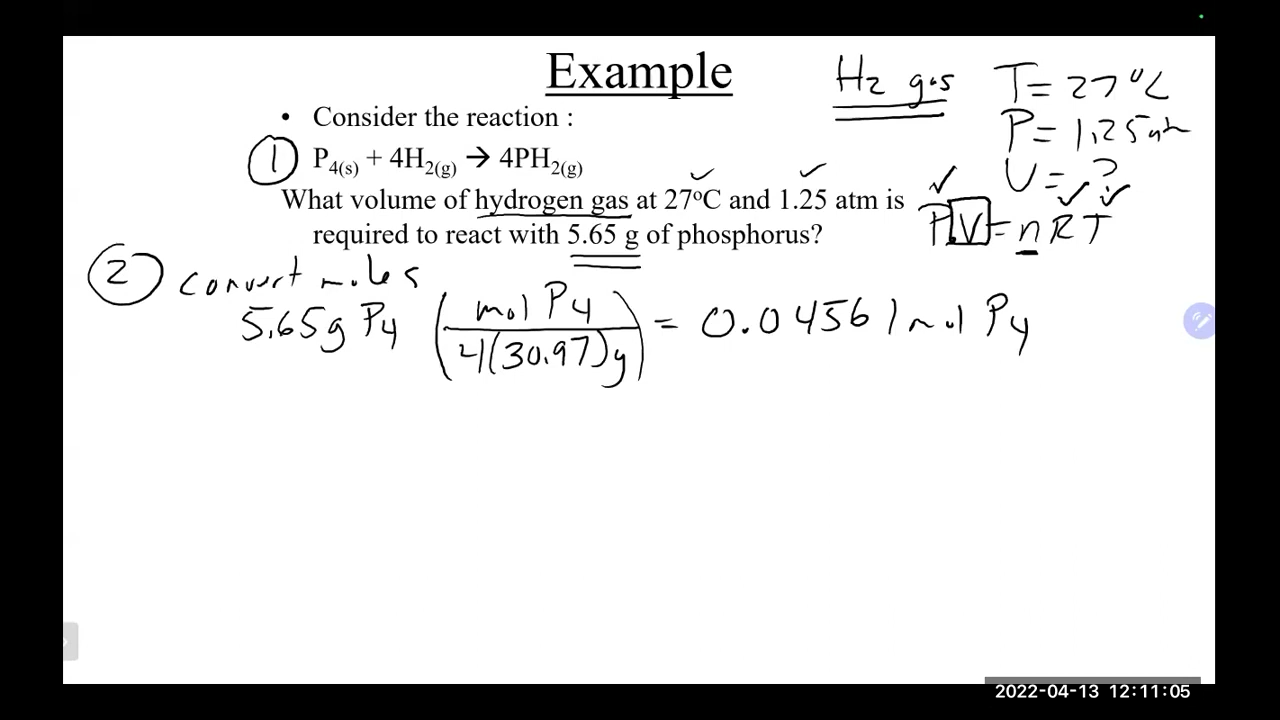 Example
H2 gas
T = 27°C
• Consider the reaction :
P = 1.25 atm
① P4(s) + 4H2(g) → 4PH2(g)
V = ?
What volume of hydrogen gas at 27°C and 1.25 atm is
required to react with 5.65 g of phosphorus?
PV = nRT
② convert moles
5.65g P4 (mol P4 / 4(30.97)g) = 0.04561 mol P4
2022-04-13 12:11:05